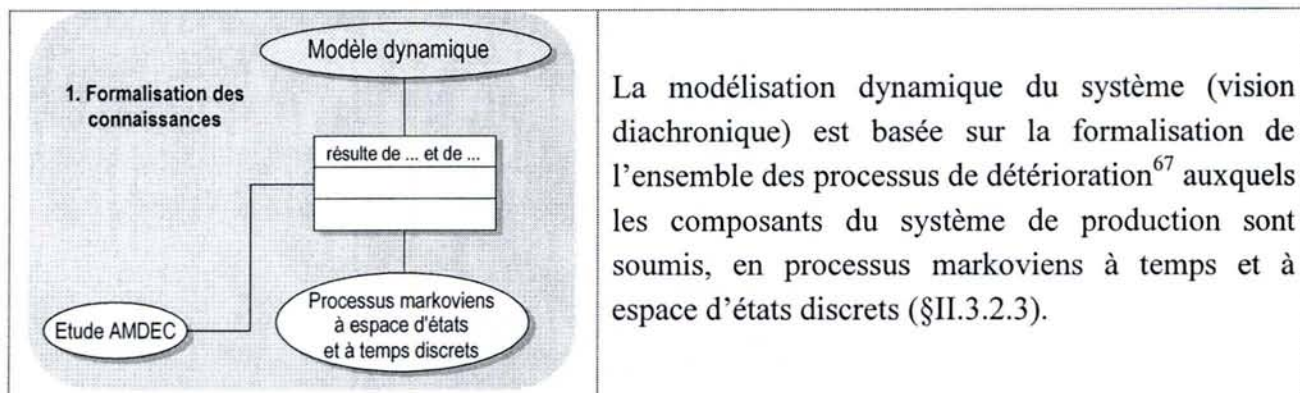 Modèle dynamique
1. Formalisation des
connaissances
résulte de ... et de ...
Etude AMDEC
Processus markoviens
à espace d'états
et à temps discrets
La modélisation dynamique du système (vision
diachronique) est basée sur la formalisation de
l'ensemble des processus de détérioration67 auxquels
les composants du système de production sont
soumis, en processus markoviens à temps et à
espace d'états discrets (§II.3.2.3).